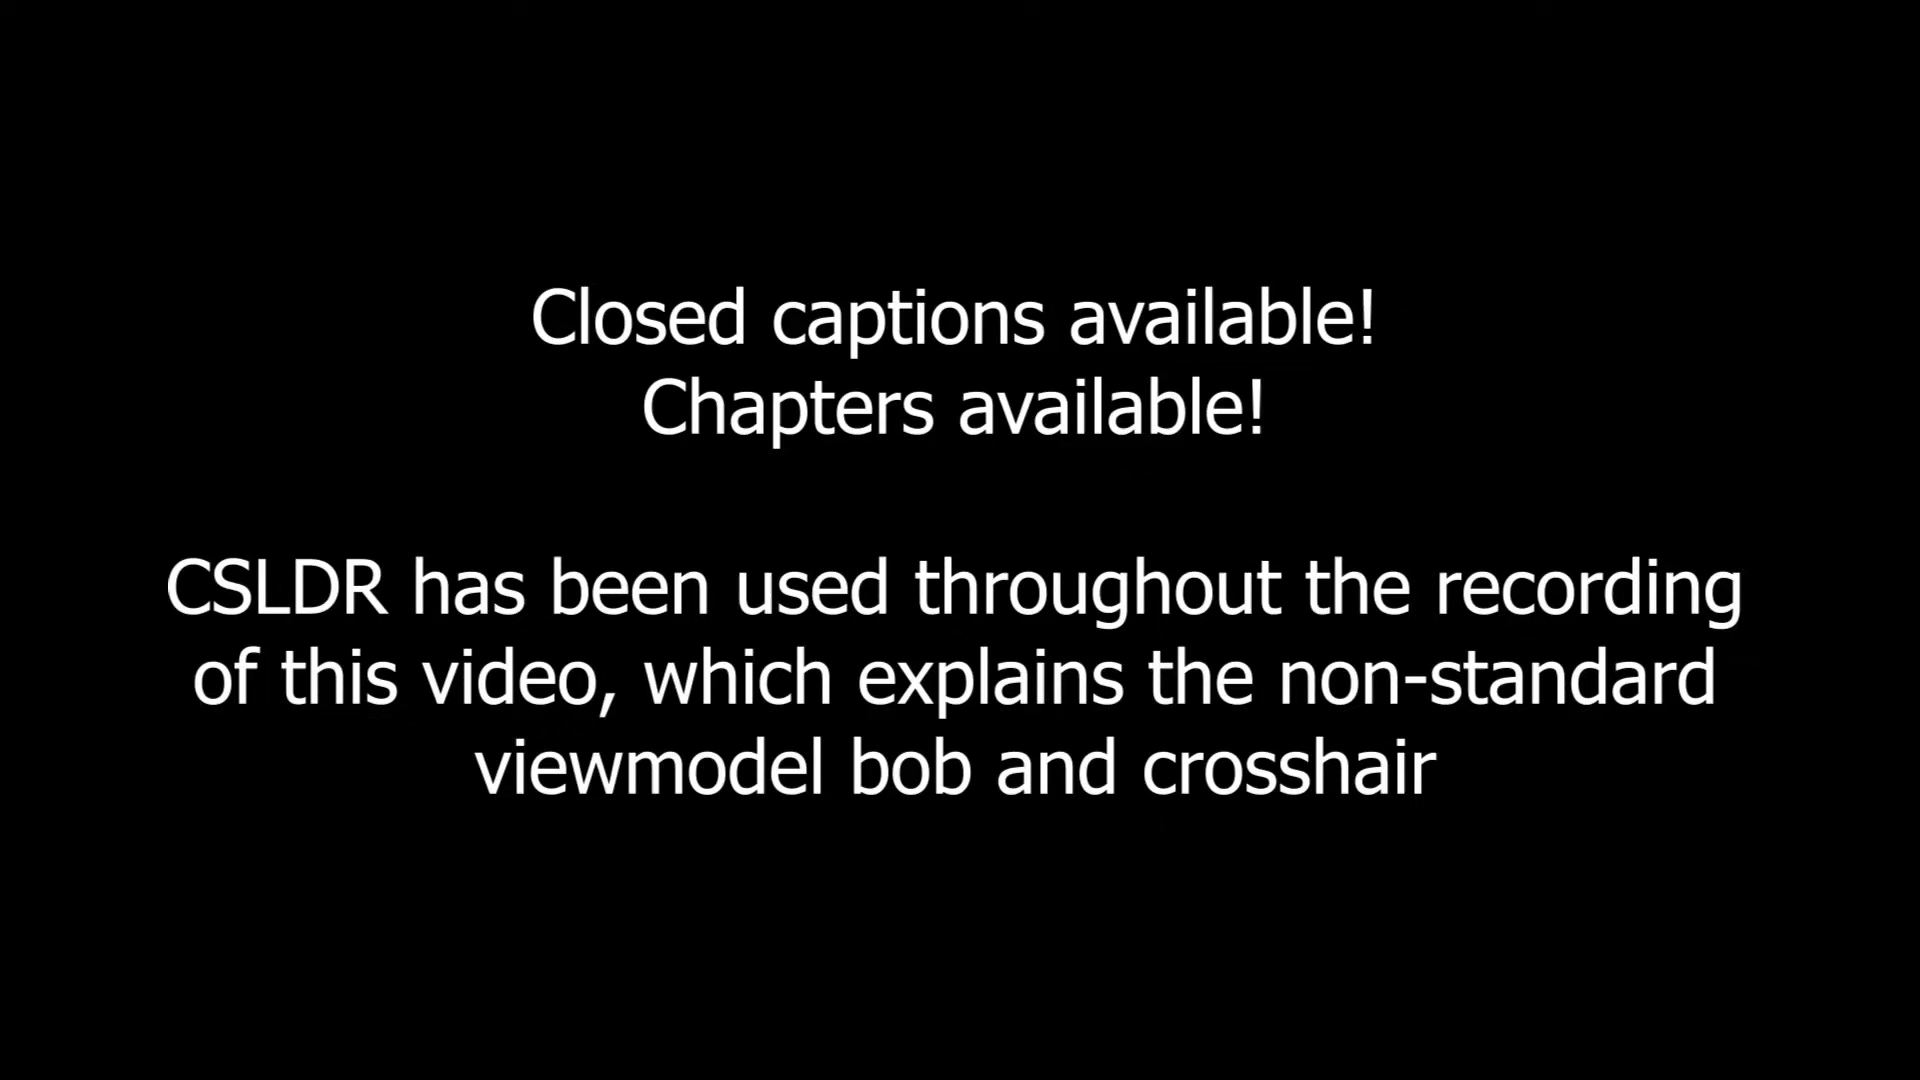 Closed captions available!
Chapters available!
CSLDR has been used throughout the recording
of this video, which explains the non-standard
viewmodel bob and crosshair